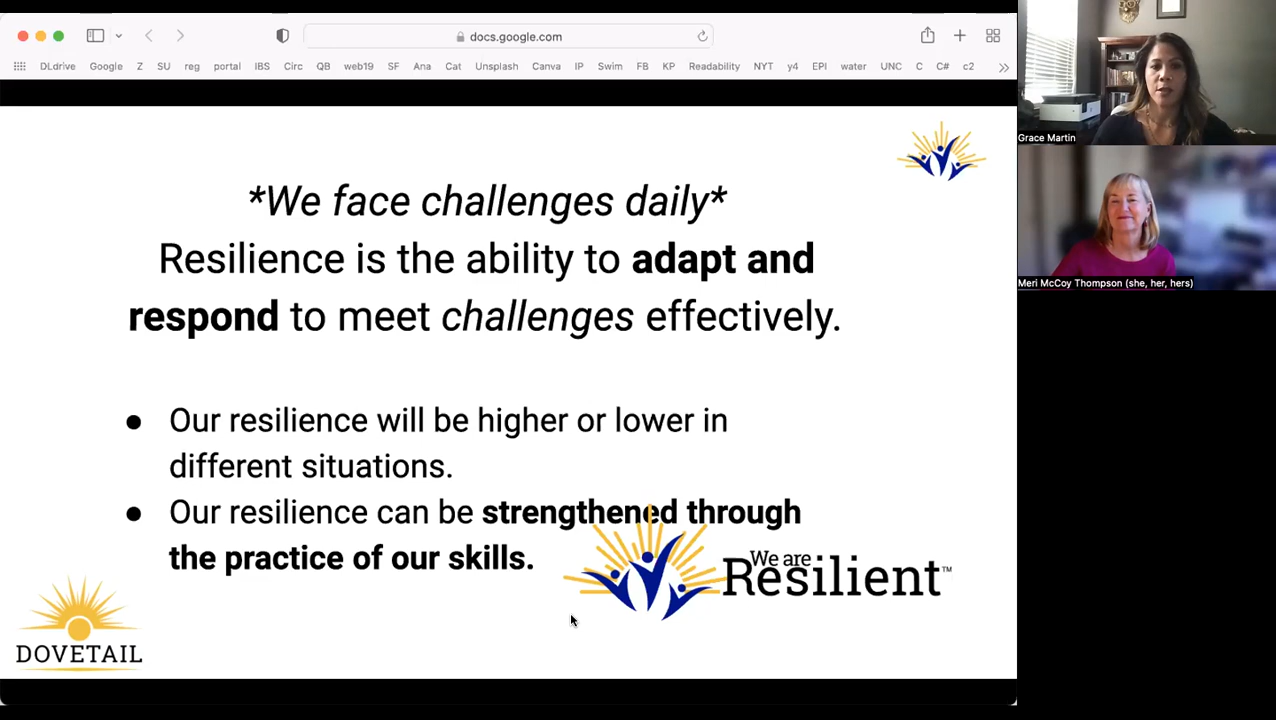 docs.google.com
DLdrive Google Z SU reg portal IBS Circ SF Cat Unsplash Canva IP Swim FB KP Readability NYT y4 EPI water UNC C C# c2
Grace Martin
Meri McCoy Thompson (she, her, hers)
*We face challenges daily*
Resilience is the ability to adapt and
respond to meet challenges effectively.
● Our resilience will be higher or lower in
different situations.
● Our resilience can be strengthened through
the practice of our skills.
We are
Resilient™
DOVETAIL